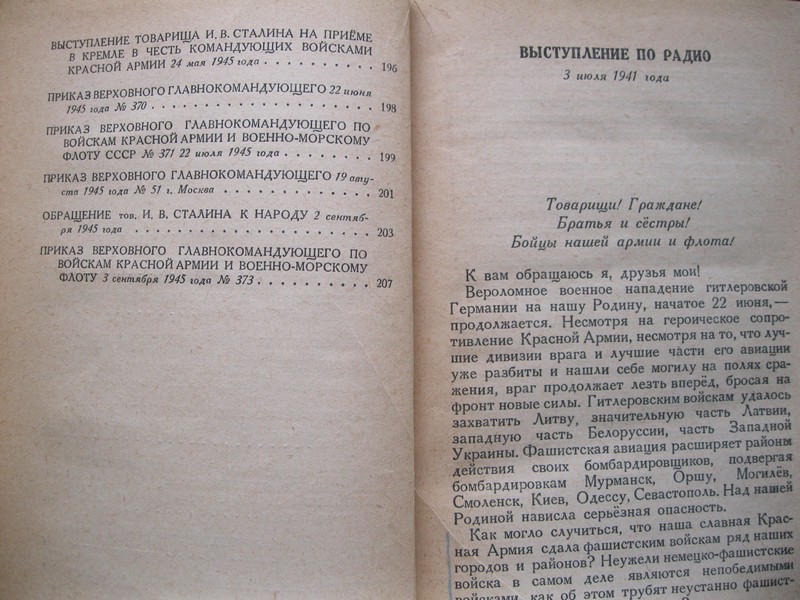 ВЫСТУПЛЕНИЕ ТОВАРИЩА И. В. СТАЛИНА НА ПРИЁМЕ
В КРЕМЛЕ В ЧЕСТЬ КОМАНДУЮЩИХ ВОЙСКАМИ
КРАСНОЙ АРМИИ 24 мая 1945 года . . . . . . . . . . 196
ПРИКАЗ ВЕРХОВНОГО ГЛАВНОКОМАНДУЮЩЕГО 22 июня
1945 года № 370 . . . . . . . . . . . . . . . . . . . 198
ПРИКАЗ ВЕРХОВНОГО ГЛАВНОКОМАНДУЮЩЕГО ПО
ВОЙСКАМ КРАСНОЙ АРМИИ И ВОЕННО-МОРСКОМУ
ФЛОТУ СССР № 371 22 июля 1945 года . . . . . . . . 199
ПРИКАЗ ВЕРХОВНОГО ГЛАВНОКОМАНДУЮЩЕГО 19 авгу-
ста 1945 года № 51 г. Москва . . . . . . . . . . . . 201
ОБРАЩЕНИЕ тов. И. В. СТАЛИНА К НАРОДУ 2 сентяб-
ря 1945 года . . . . . . . . . . . . . . . . . . . . 203
ПРИКАЗ ВЕРХОВНОГО ГЛАВНОКОМАНДУЮЩЕГО ПО
ВОЙСКАМ КРАСНОЙ АРМИИ И ВОЕННО-МОРСКОМУ
ФЛОТУ 3 сентября 1945 года № 373 . . . . . . . . . . 207
ВЫСТУПЛЕНИЕ ПО РАДИО
3 июля 1941 года
Товарищи! Граждане!
Братья и сёстры!
Бойцы нашей армии и флота!
К вам обращаюсь я, друзья мои!
Вероломное военное нападение гитлеровской
Германии на нашу Родину, начатое 22 июня,—
продолжается. Несмотря на героическое сопро-
тивление Красной Армии, несмотря на то, что луч-
шие дивизии врага и лучшие части его авиации
уже разбиты и нашли себе могилу на полях сра-
жения, враг продолжает лезть вперёд, бросая на
фронт новые силы. Гитлеровским войскам удалось
захватить Литву, значительную часть Латвии,
западную часть Белоруссии, часть Западной
Украины. Фашистская авиация расширяет районы
действия своих бомбардировщиков, подвергая
бомбардировкам Мурманск, Оршу, Могилёв,
Смоленск, Киев, Одессу, Севастополь. Над нашей
Родиной нависла серьёзная опасность.
Как могло случиться, что наша славная Крас-
ная Армия сдала фашистским войскам ряд наших
городов и районов? Неужели немецко-фашистские
войска в самом деле являются непобедимыми
войсками, как об этом трубят неустанно фашист-